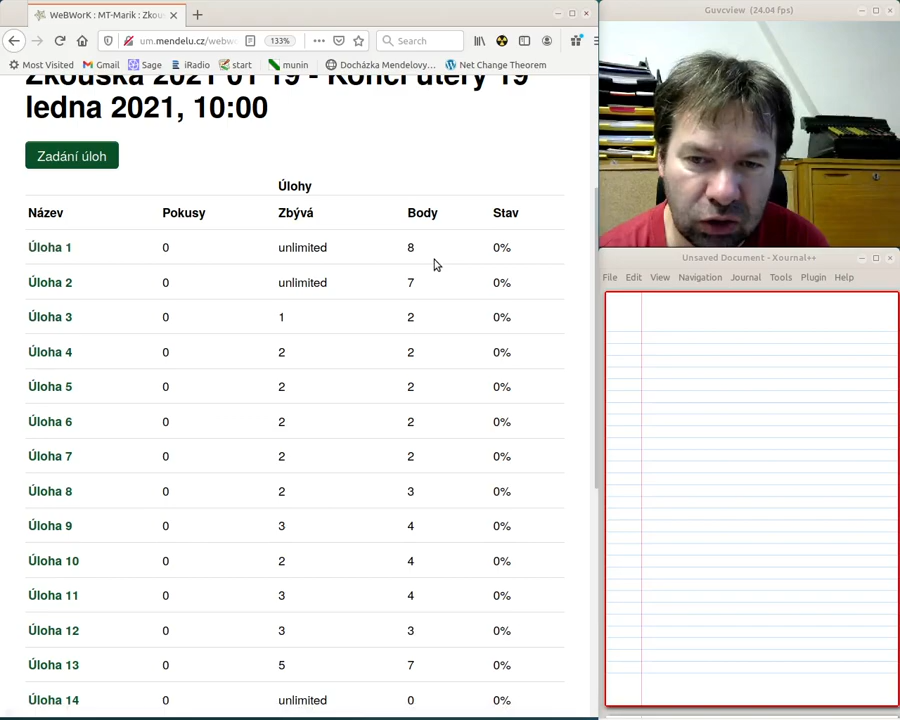 WeBWorK : MT-Marik : Zkou
um.mendelu.cz/webw
133%
Search
Most Visited
Gmail
Sage
iRadio
start
munin
Docházka Mendelovy…
Net Change Theorem
Zkouška 2021 01 19 - Končí úterý 19
ledna 2021, 10:00
Zadání úloh
Úlohy
Název Pokusy Zbývá Body Stav
Úloha 1 0 unlimited 8 0%
Úloha 2 0 unlimited 7 0%
Úloha 3 0 1 2 0%
Úloha 4 0 2 2 0%
Úloha 5 0 2 2 0%
Úloha 6 0 2 2 0%
Úloha 7 0 2 2 0%
Úloha 8 0 2 3 0%
Úloha 9 0 3 4 0%
Úloha 10 0 2 4 0%
Úloha 11 0 3 4 0%
Úloha 12 0 3 3 0%
Úloha 13 0 5 7 0%
Úloha 14 0 unlimited 0 0%
Guvcview (24.04 fps)
Unsaved Document - Xournal++
File Edit View Navigation Journal Tools Plugin Help